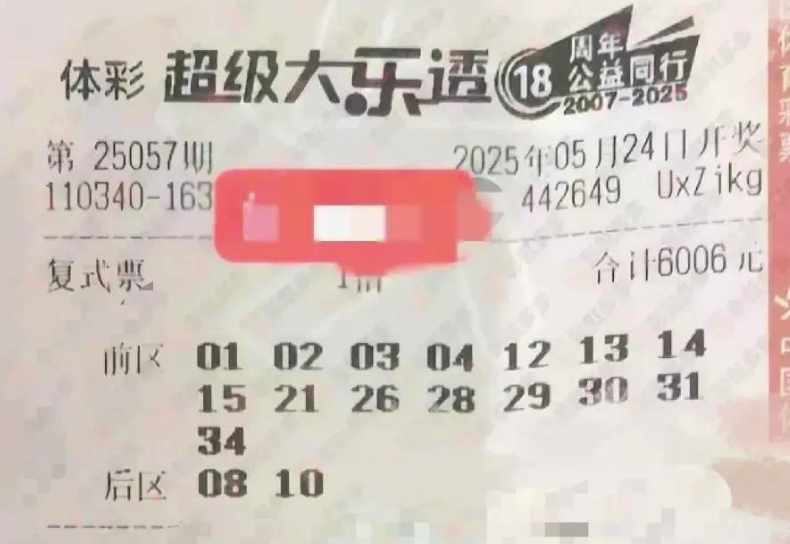 体彩 超级大乐透 18 周年
公益同行
2007-2025
第 25057期 2025年05月24日开奖
110340-163 442649 UxZikg
复式票 1倍 合计6006元
前区 01 02 03 04 12 13 14
15 21 26 28 29 30 31
34
后区 08 10